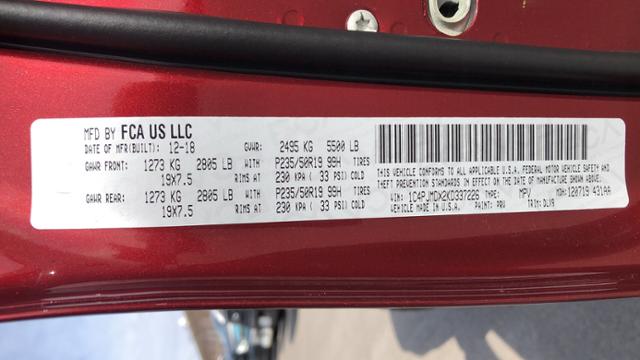 MFD BY FCA US LLC
DATE OF MFR(BUILT): 12-18 GVWR: 2495 KG 5500 LB
GAWR FRONT: 1273 KG 2805 LB WITH P235/50R19 99H TIRES
19X7.5 RIMS AT 230 KPA ( 33 PSI) COLD
GAWR REAR: 1273 KG 2805 LB WITH P235/50R19 99H TIRES
19X7.5 RIMS AT 230 KPA ( 33 PSI) COLD
THIS VEHICLE CONFORMS TO ALL APPLICABLE U.S.A. FEDERAL MOTOR VEHICLE SAFETY
AND THEFT PREVENTION STANDARDS IN EFFECT ON THE DATE OF MANUFACTURE SHOWN ABOVE.
VIN: 1C4PJMDX2KD337226 TYPE: MPV MDH: 120719 431AA
MADE IN U.S.A. PAINT: PRV TRIM: DLX9